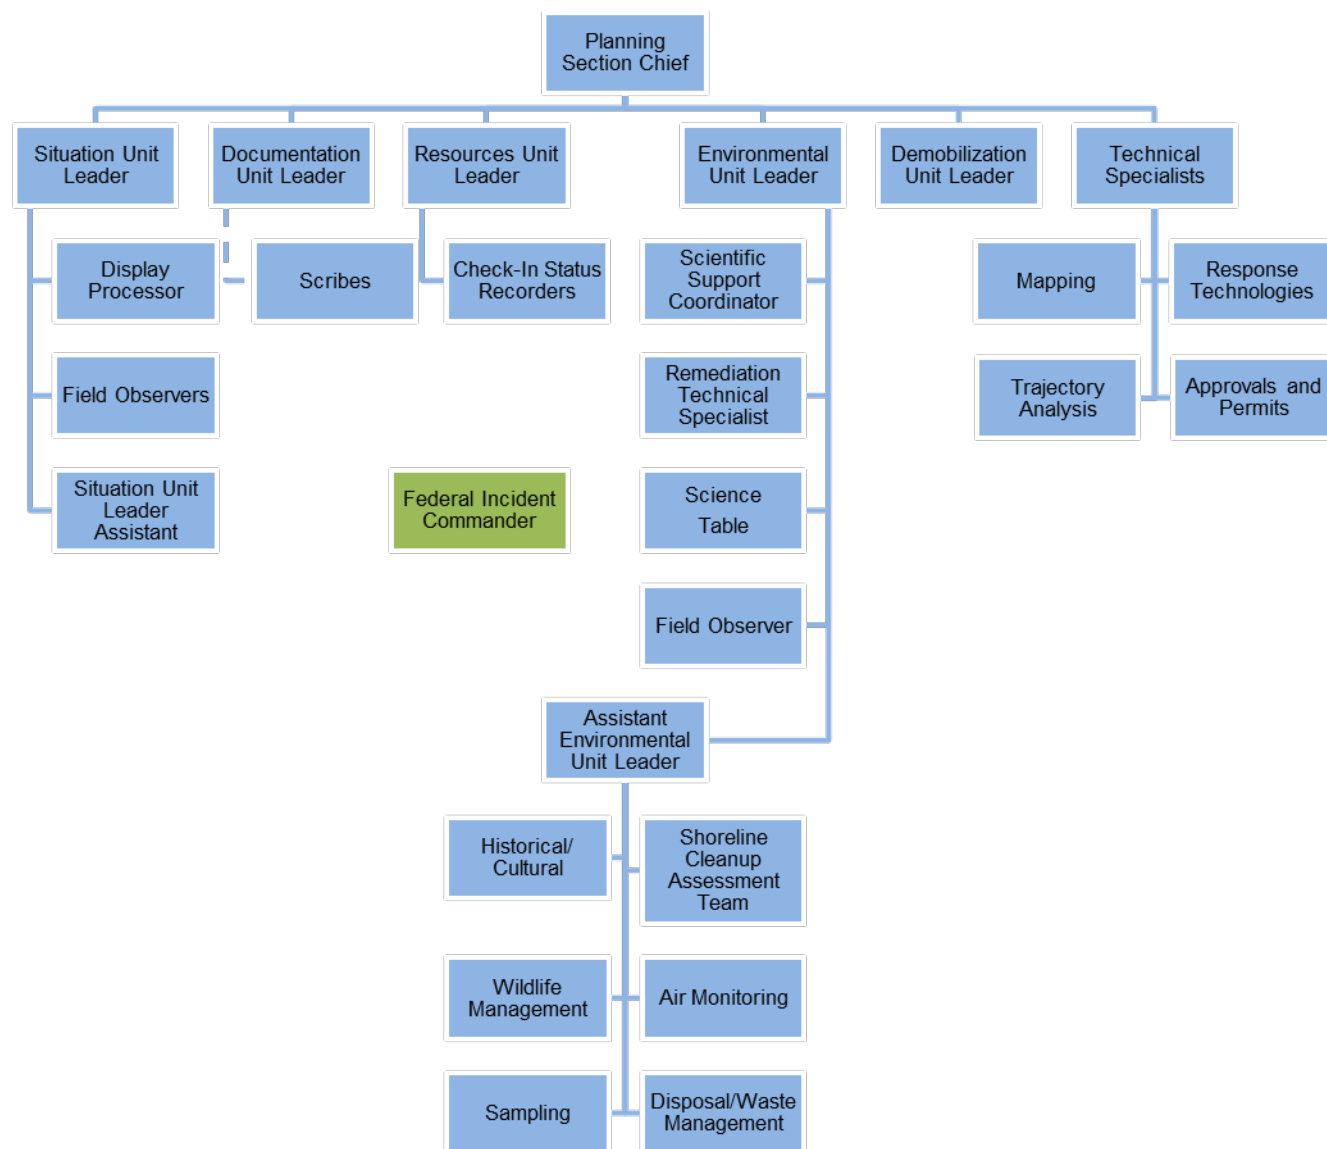 Planning
Section Chief
Situation Unit
Leader
Documentation
Unit Leader
Resources Unit
Leader
Environmental
Unit Leader
Demobilization
Unit Leader
Technical
Specialists
Display
Processor
Scribes
Check-In Status
Recorders
Scientific
Support
Coordinator
Mapping
Response
Technologies
Field Observers
Remediation
Technical
Specialist
Trajectory
Analysis
Approvals and
Permits
Situation Unit
Leader
Assistant
Federal Incident
Commander
Science
Table
Field Observer
Assistant
Environmental
Unit Leader
Historical/
Cultural
Shoreline
Cleanup
Assessment
Team
Wildlife
Management
Air Monitoring
Sampling
Disposal/Waste
Management